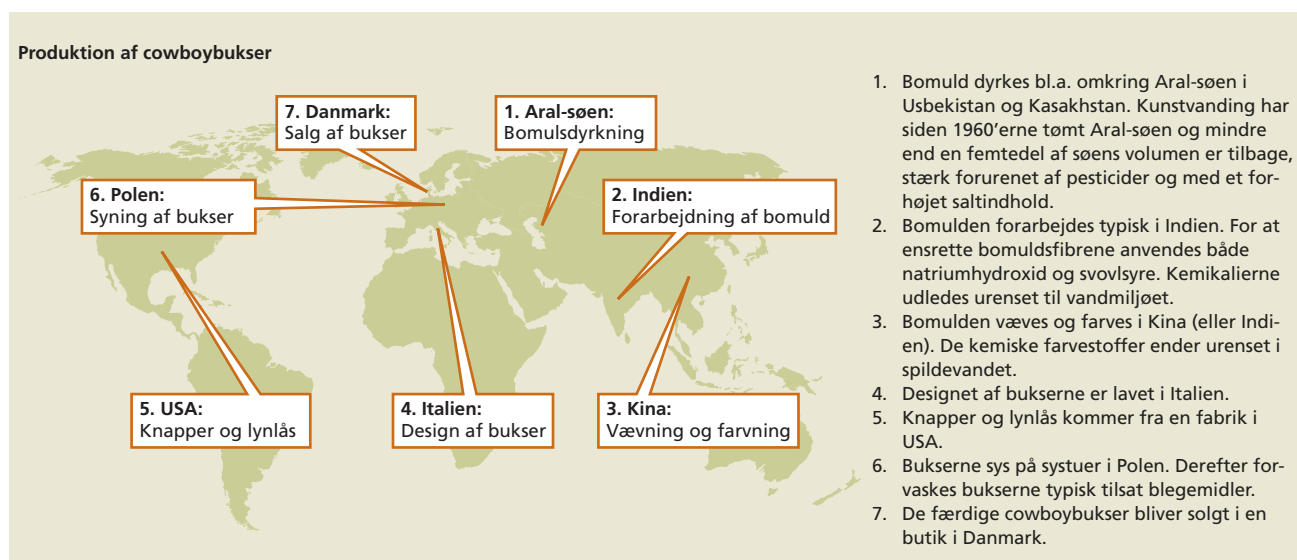 Produktion af cowboybukser
7. Danmark:
Salg af bukser
1. Aral-søen:
Bomulsdyrkning
6. Polen:
Syning af bukser
2. Indien:
Forarbejdning af bomuld
5. USA:
Knapper og lynlås
4. Italien:
Design af bukser
3. Kina:
Vævning og farvning
1. Bomuld dyrkes bl.a. omkring Aral-søen i
Usbekistan og Kasakhstan. Kunstvanding har
siden 1960’erne tømt Aral-søen og mindre
end en femtedel af søens volumen er tilbage,
stærk forurenet af pesticider og med et for-
højet saltindhold.
2. Bomulden forarbejdes typisk i Indien. For at
ensrette bomuldsfibrene anvendes både
natriumhydroxid og svovlsyre. Kemikalierne
udledes urenset til vandmiljøet.
3. Bomulden væves og farves i Kina (eller Indi-
en). De kemiske farvestoffer ender urenset i
spildevandet.
4. Designet af bukserne er lavet i Italien.
5. Knapper og lynlås kommer fra en fabrik i
USA.
6. Bukserne sys på systuer i Polen. Derefter for-
vaskes bukserne typisk tilsat blegemidler.
7. De færdige cowboybukser bliver solgt i en
butik i Danmark.